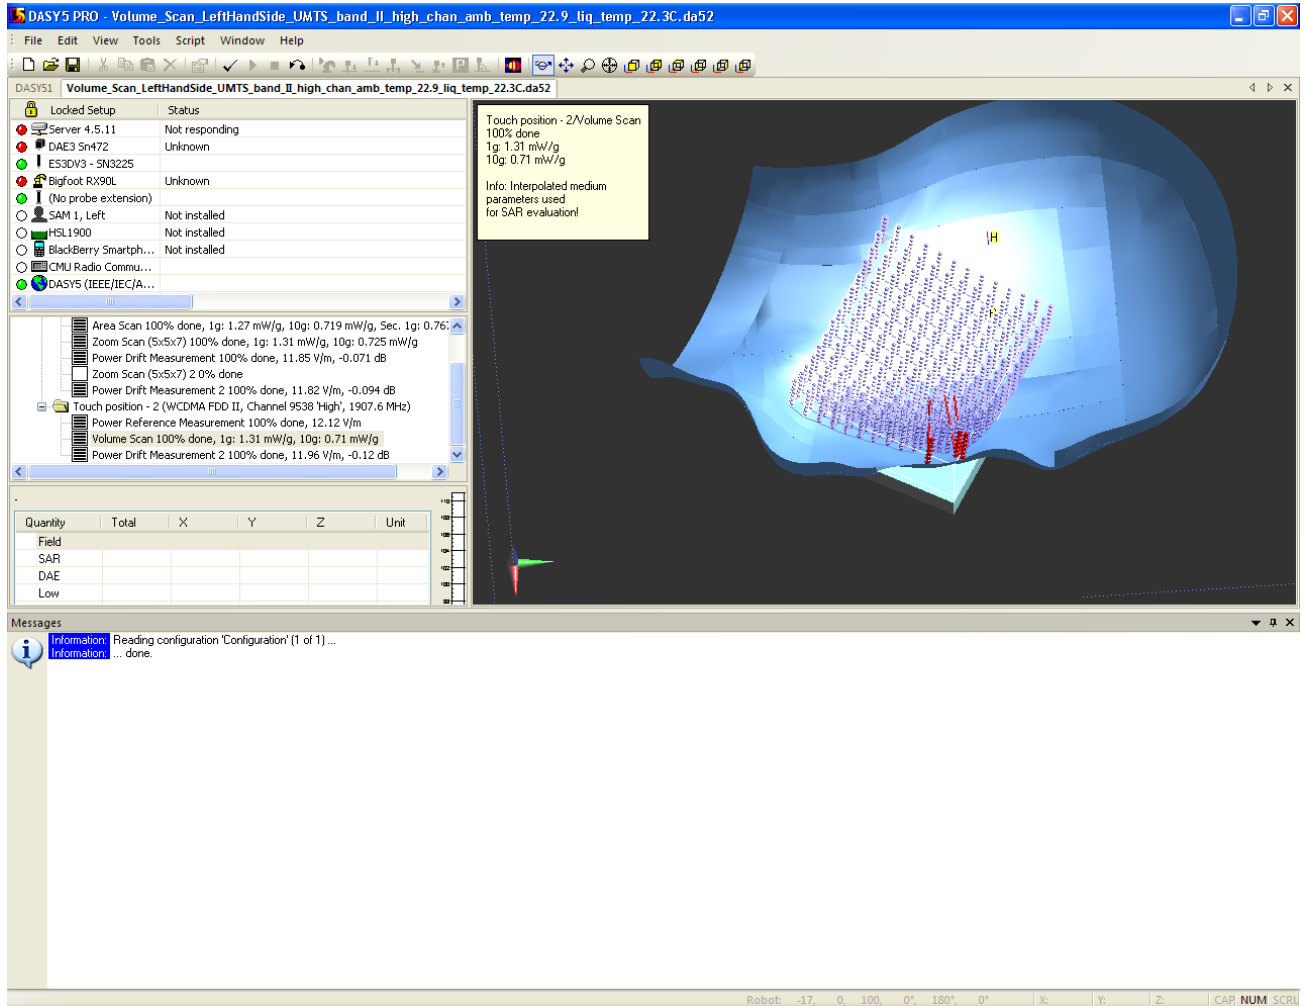 DASY5 PRO - Volume_Scan_LeftHandSide_UMTS_band_II_high_chan_amb_temp_22.9_liq_temp_22.3C.da52
File Edit View Tools Script Window Help
DASY51 Volume_Scan_LeftHandSide_UMTS_band_II_high_chan_amb_temp_22.9_liq_temp_22.3C.da52
Locked Setup Status
Server 4.5.11 Not responding
DAE3 Sn472 Unknown
ES3DV3 - SN3225
Bigfoot RX90L Unknown
(No probe extension)
SAM 1, Left Not installed
HSL1900 Not installed
BlackBerry Smartph... Not installed
CMU Radio Commu...
DASY5 (IEEE/IEC/A...
Touch position - 2/Volume Scan
100% done
1g: 1.31 mW/g
10g: 0.71 mW/g
Info: Interpolated medium
parameters used
for SAR evaluation!
H
Area Scan 100% done, 1g: 1.27 mW/g, 10g: 0.719 mW/g, Sec. 1g: 0.767
Zoom Scan (5x5x7) 100% done, 1g: 1.31 mW/g, 10g: 0.725 mW/g
Power Drift Measurement 100% done, 11.85 V/m, -0.071 dB
Zoom Scan (5x5x7) 2 0% done
Power Drift Measurement 2 100% done, 11.82 V/m, -0.094 dB
Touch position - 2 (WCDMA FDD II, Channel 9538 'High', 1907.6 MHz)
Power Reference Measurement 100% done, 12.12 V/m
Volume Scan 100% done, 1g: 1.31 mW/g, 10g: 0.71 mW/g
Power Drift Measurement 2 100% done, 11.96 V/m, -0.12 dB
Quantity Total X Y Z Unit
Field
SAR
DAE
Low
Messages
Information: Reading configuration 'Configuration' (1 of 1) ...
Information: ... done.
Robot: -17, 0, 100, 0°, 180°, 0° X: Y: Z: CAP NUM SCRL